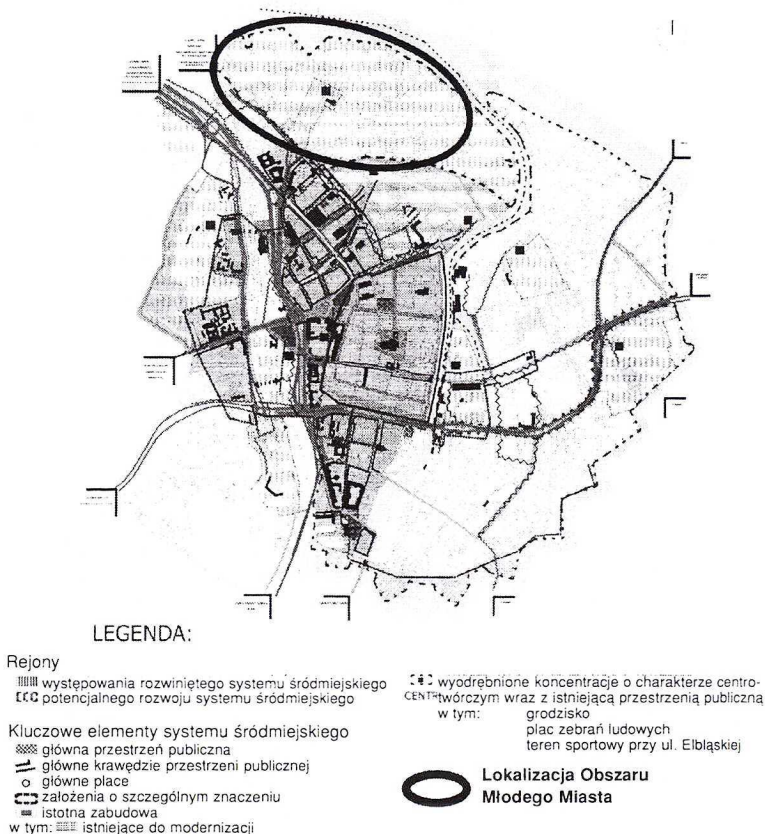 LEGENDA:
Rejony
występowania rozwiniętego systemu śródmiejskiego
potencjalnego rozwoju systemu śródmiejskiego
Kluczowe elementy systemu śródmiejskiego
główna przestrzeń publiczna
główne krawędzie przestrzeni publicznej
główne place
założenia o szczególnym znaczeniu
istotna zabudowa
w tym: istniejące do modernizacji
wyodrębnione koncentracje o charakterze centro-
twórczym wraz z istniejącą przestrzenią publiczną
w tym: grodzisko
plac zebrań ludowych
teren sportowy przy ul. Elbląskiej
Lokalizacja Obszaru
Młodego Miasta